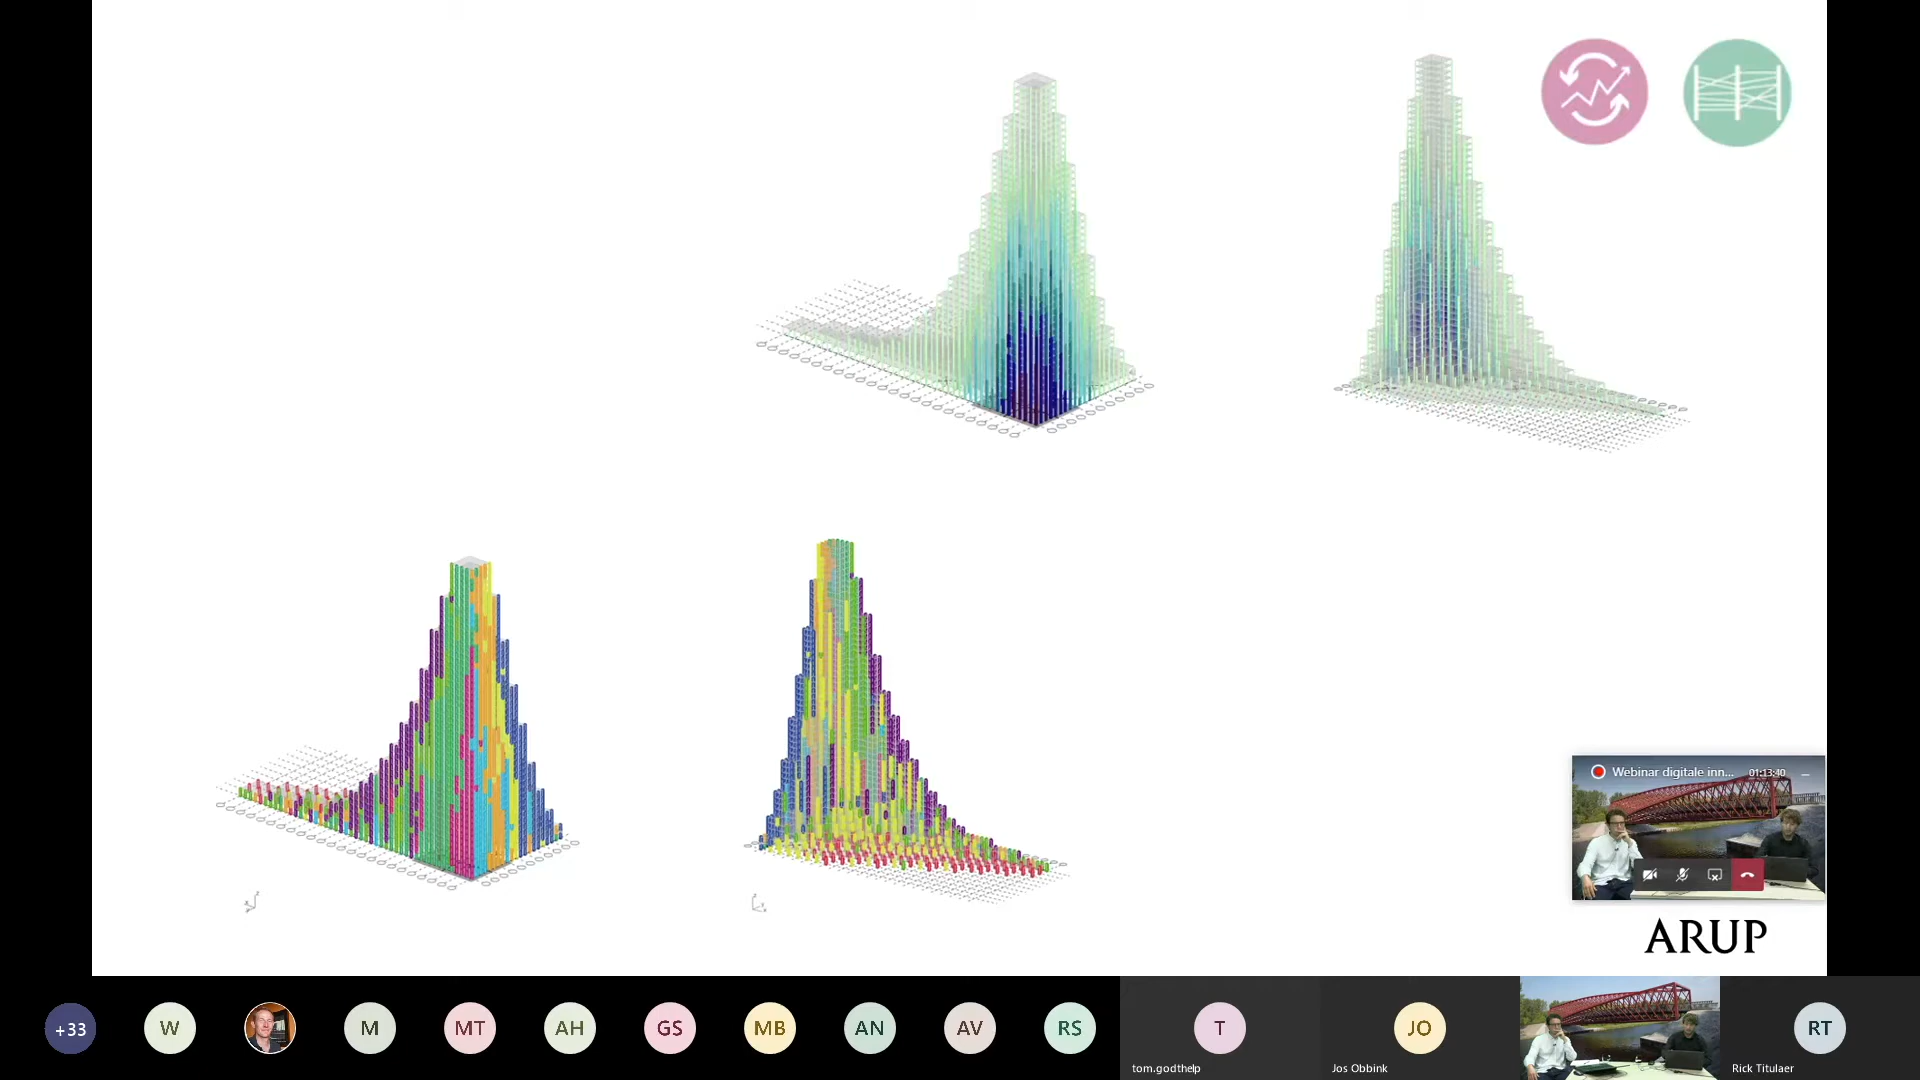 Webinar digitale inn...
01:13:40
ARUP
+33
W
M
MT
AH
GS
MB
AN
AV
RS
T
JO
RT
tom.godthelp
Jos Obbink
Rick Titulaer